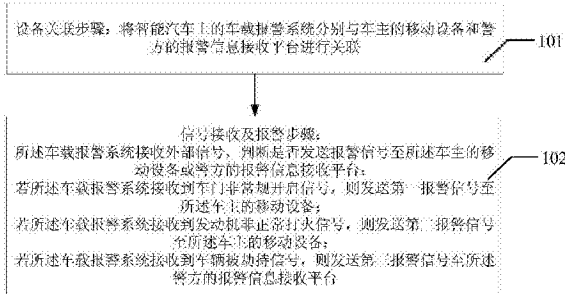 设备关联步骤：将智能汽车上的车载报警系统分别与车主的移动设备和警
方的报警信息接收平台进行关联
101
信号接收及报警步骤：
所述车载报警系统接收外部信号，判断是否发送报警信号至所述车主的移
动设备或警方的报警信息接收平台；
102
若所述车载报警系统接收到车门非常规开启信号，则发送第一报警信号至
所述车主的移动设备；
若所述车载报警系统接收到发动机非正常打火信号，则发送第二报警信号
至所述车主的移动设备；
若所述车载报警系统接收到车辆被劫持信号，则发送第三报警信号至所述
警方的报警信息接收平台